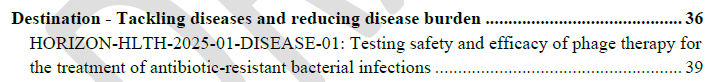 Destination - Tackling diseases and reducing disease burden ............................................. 36
HORIZON-HLTH-2025-01-DISEASE-01: Testing safety and efficacy of phage therapy for
the treatment of antibiotic-resistant bacterial infections .......................................................... 39